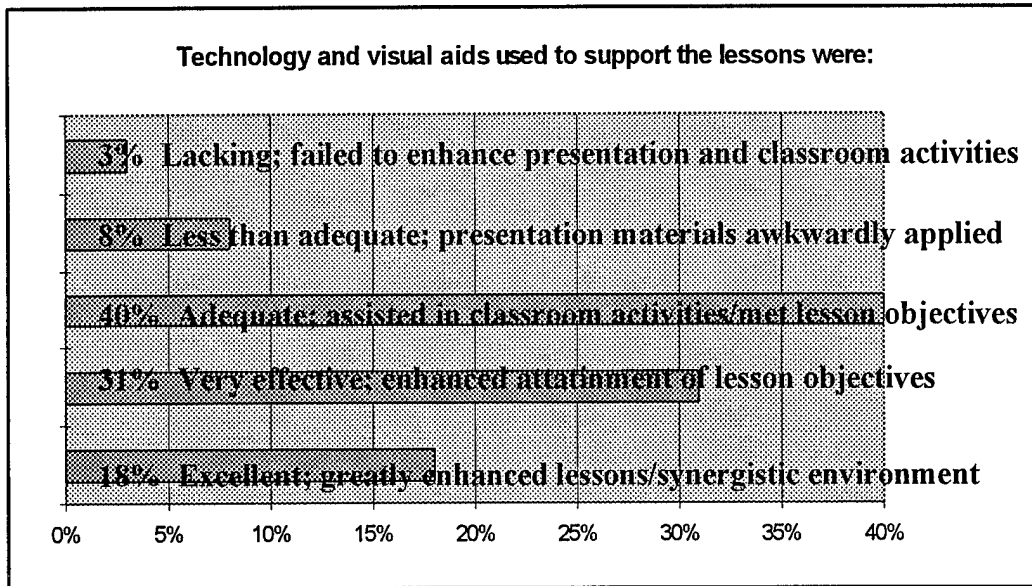 Technology and visual aids used to support the lessons were:
3% Lacking; failed to enhance presentation and classroom activities
8% Less than adequate; presentation materials awkwardly applied
40% Adequate; assisted in classroom activities/met lesson objectives
31% Very effective; enhanced attatinment of lesson objectives
18% Excellent; greatly enhanced lessons/synergistic environment
0% 5% 10% 15% 20% 25% 30% 35% 40%